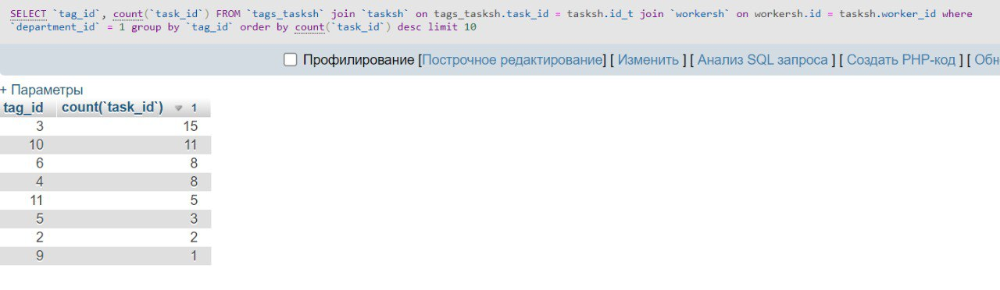 SELECT `tag_id`, count(`task_id`) FROM `tags_tasksh` join `tasksh` on tags_tasksh.task_id = tasksh.id_t join `workersh` on workersh.id = tasksh.worker_id where
`department_id` = 1 group by `tag_id` order by count(`task_id`) desc limit 10
Профилирование [Построчное редактирование] [ Изменить ] [ Анализ SQL запроса ] [ Создать PHP-код ] [ Обн
+ Параметры
tag_id count(`task_id`) 1
3 15
10 11
6 8
4 8
11 5
5 3
2 2
9 1